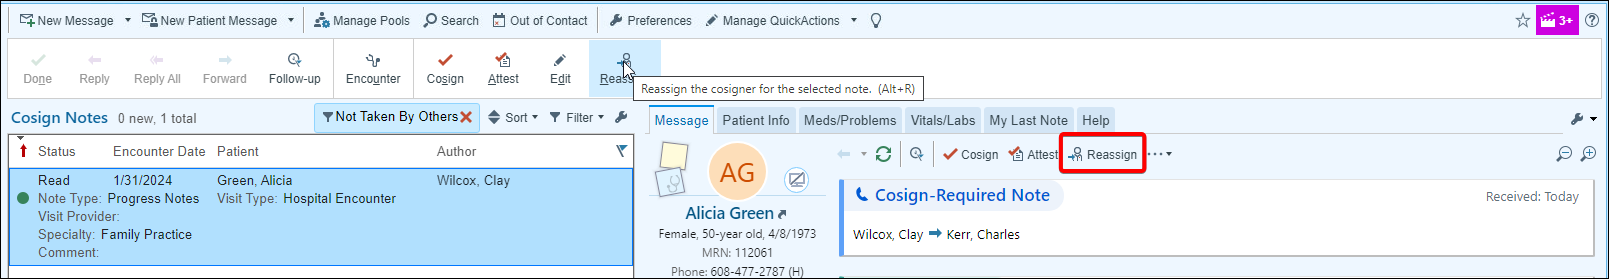 New Message New Patient Message Manage Pools Search Out of Contact Preferences Manage QuickActions 3+
Done Reply Reply All Forward Follow-up Encounter Cosign Attest Edit Reass
Reassign the cosigner for the selected note. (Alt+R)
Cosign Notes 0 new, 1 total Not Taken By Others Sort Filter
Status Encounter Date Patient Author
Read 1/31/2024 Green, Alicia Wilcox, Clay
Note Type: Progress Notes Visit Type: Hospital Encounter
Visit Provider:
Specialty: Family Practice
Comment:
Message Patient Info Meds/Problems Vitals/Labs My Last Note Help
Cosign Attest Reassign
AG
Alicia Green
Female, 50-year old, 4/8/1973
MRN: 112061
Phone: 608-477-2787 (H)
Cosign-Required Note Received: Today
Wilcox, Clay Kerr, Charles